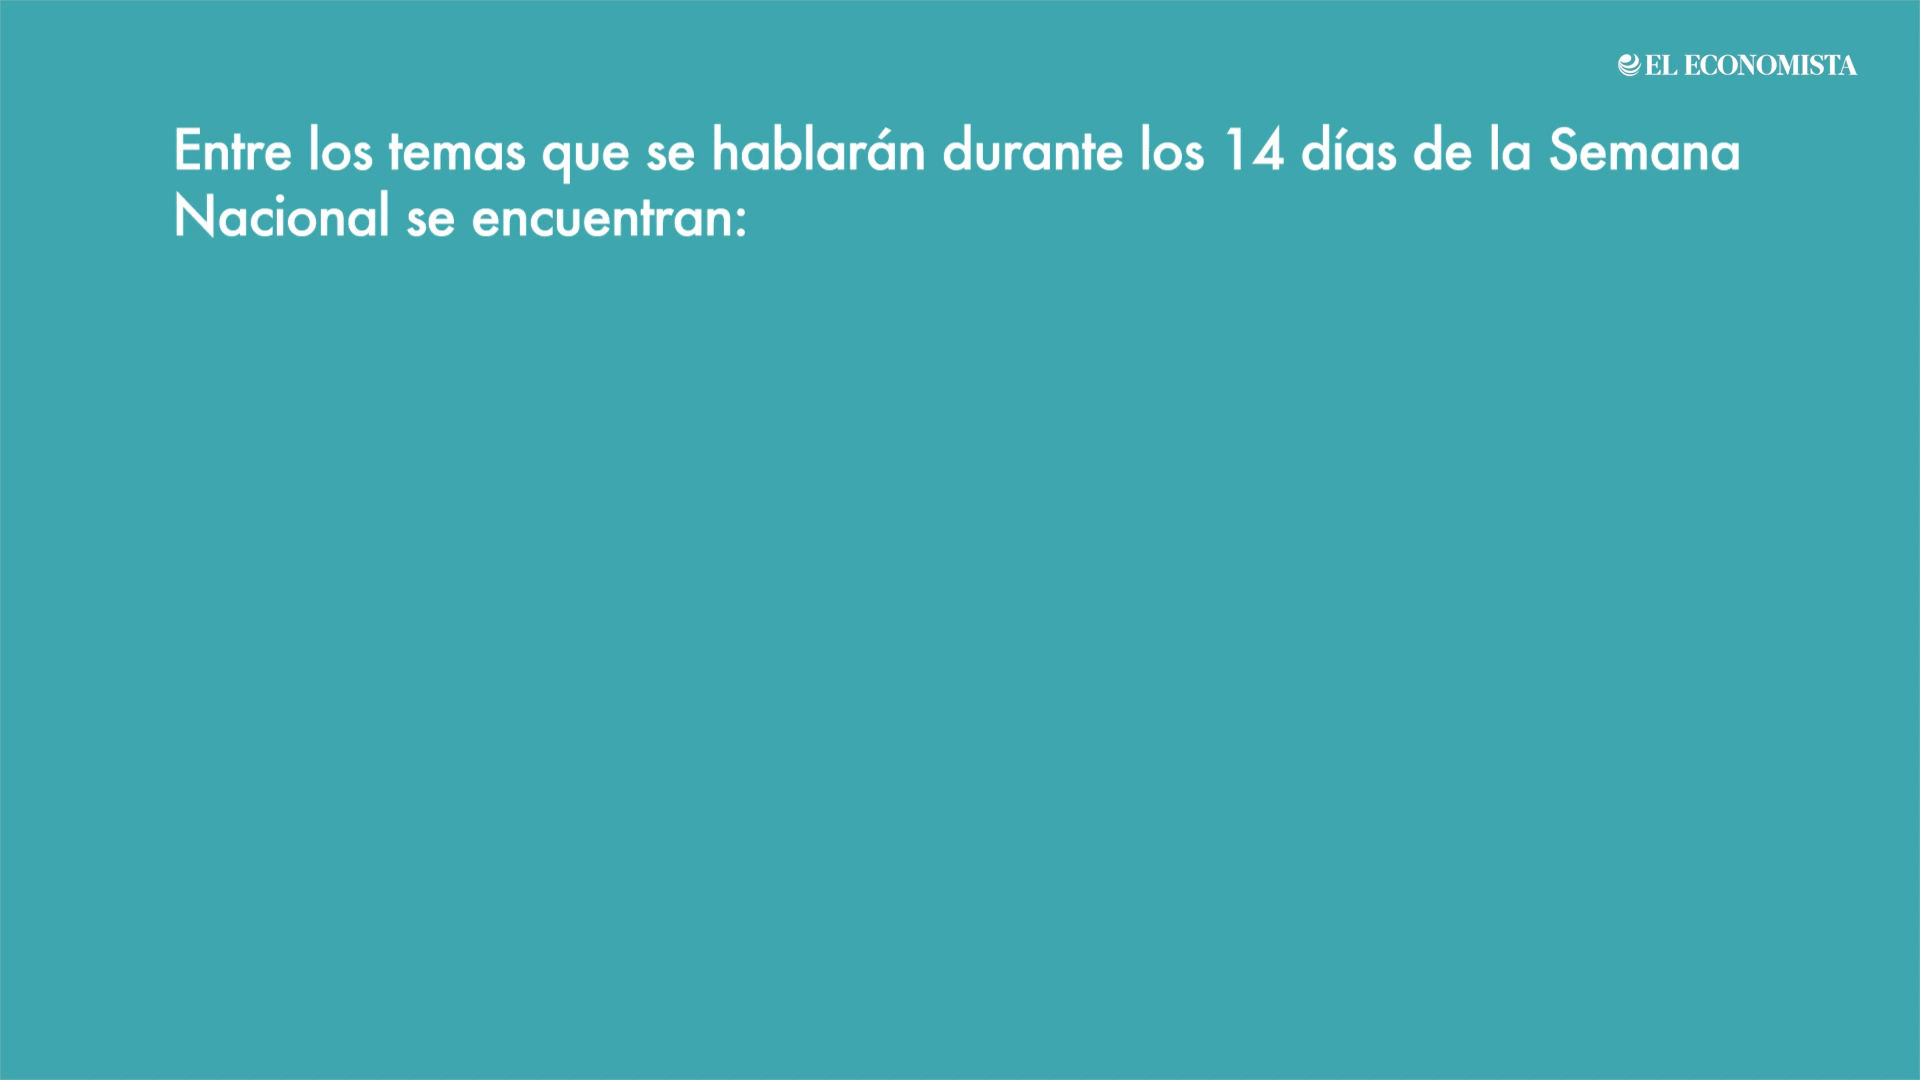 EL ECONOMISTA
Entre los temas que se hablarán durante los 14 días de la Semana
Nacional se encuentran: